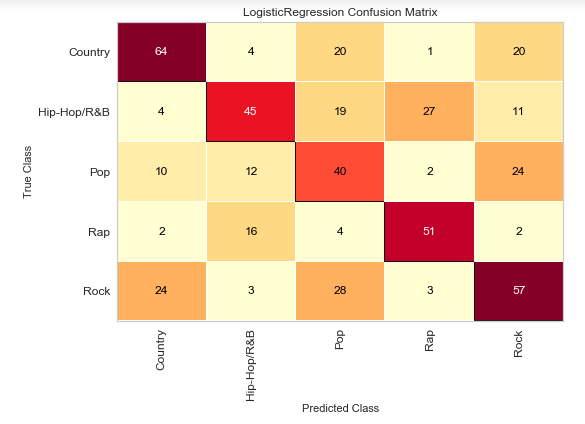 LogisticRegression Confusion Matrix
Country 64 4 20 1 20
Hip-Hop/R&B 4 45 19 27 11
Pop 10 12 40 2 24
Rap 2 16 4 51 2
Rock 24 3 28 3 57
True Class
Country Hip-Hop/R&B Pop Rap Rock
Predicted Class